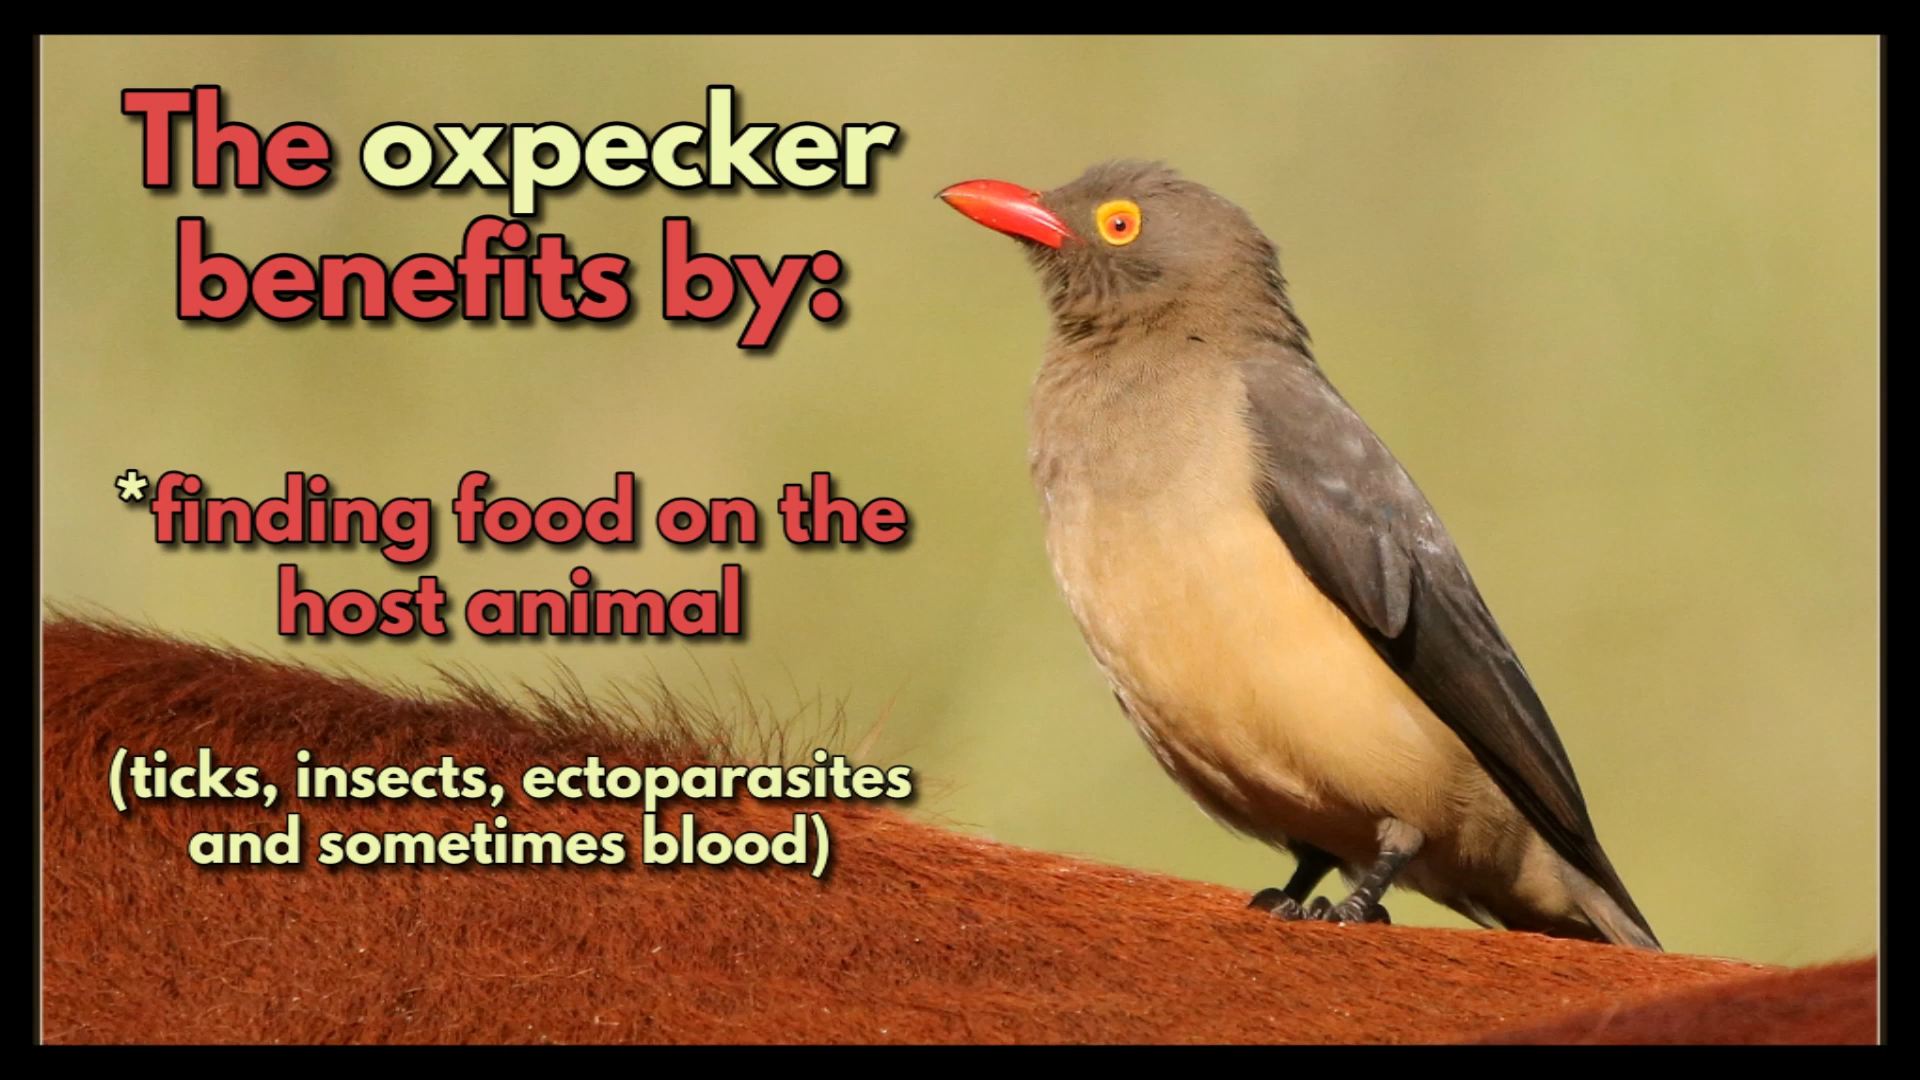 The oxpecker
benefits by:
*finding food on the
host animal
(ticks, insects, ectoparasites
and sometimes blood)